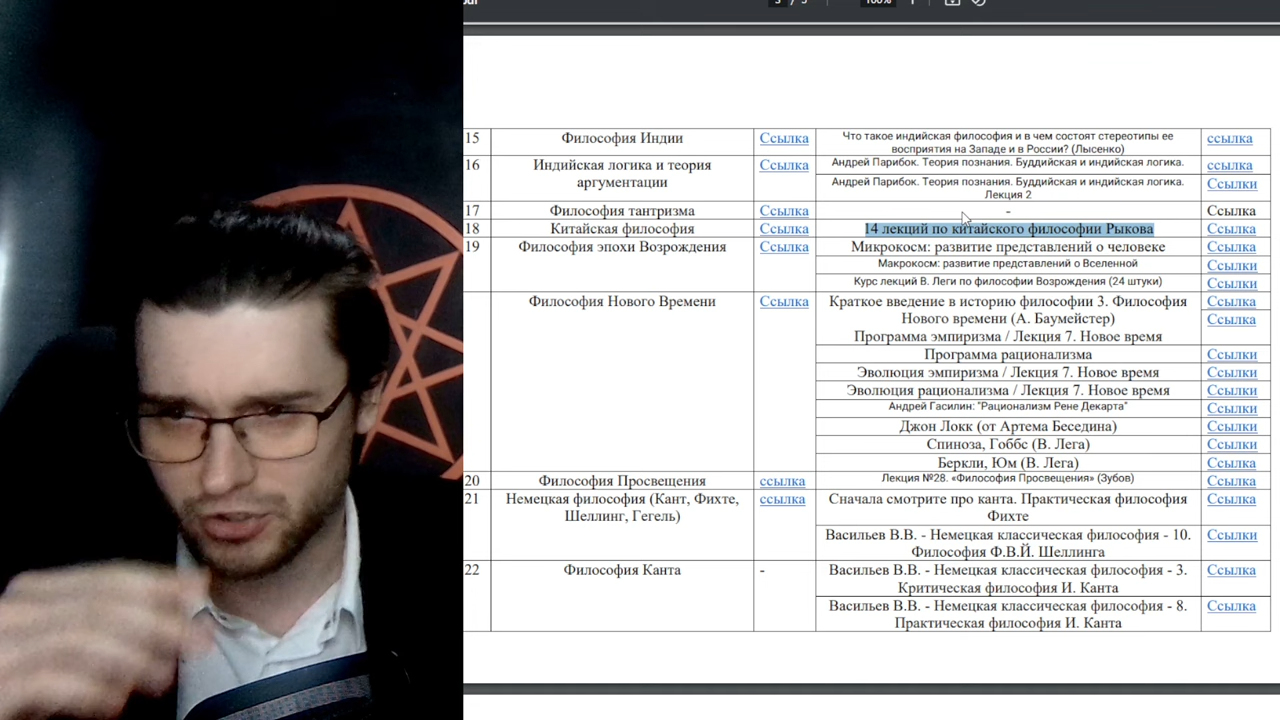 100%
15 Философия Индии Ссылка Что такое индийская философия и в чем состоят стереотипы ее ссылка
восприятия на Западе и в России? (Лысенко)
16 Индийская логика и теория Ссылка Андрей Парибок. Теория познания. Буддийская и индийская логика. ссылка
аргументации Андрей Парибок. Теория познания. Буддийская и индийская логика. Ссылки
Лекция 2
17 Философия тантризма Ссылка - Ссылка
18 Китайская философия Ссылка 14 лекций по китайского философии Рыкова Ссылка
19 Философия эпохи Возрождения Ссылка Микрокосм: развитие представлений о человеке Ссылка
Макрокосм: развитие представлений о Вселенной Ссылки
Курс лекций В. Леги по философии Возрождения (24 штуки) Ссылки
Философия Нового Времени Ссылка Краткое введение в историю философии 3. Философия Ссылка
Нового времени (А. Баумейстер) Ссылка
Программа эмпиризма / Лекция 7. Новое время
Программа рационализма Ссылки
Эволюция эмпиризма / Лекция 7. Новое время Ссылки
Эволюция рационализма / Лекция 7. Новое время Ссылки
Андрей Гасилин: "Рационализм Рене Декарта" Ссылки
Джон Локк (от Артема Беседина) Ссылки
Спиноза, Гоббс (В. Лега) Ссылки
Беркли, Юм (В. Лега) Ссылка
20 Философия Просвещения ссылка Лекция №28. «Философия Просвещения» (Зубов) Ссылка
21 Немецкая философия (Кант, Фихте, ссылка Сначала смотрите про канта. Практическая философия Ссылка
Шеллинг, Гегель) Фихте
Васильев В.В. - Немецкая классическая философия - 10. Ссылки
Философия Ф.В.Й. Шеллинга
22 Философия Канта - Васильев В.В. - Немецкая классическая философия - 3. Ссылка
Критическая философия И. Канта
Васильев В.В. - Немецкая классическая философия - 8. Ссылка
Практическая философия И. Канта